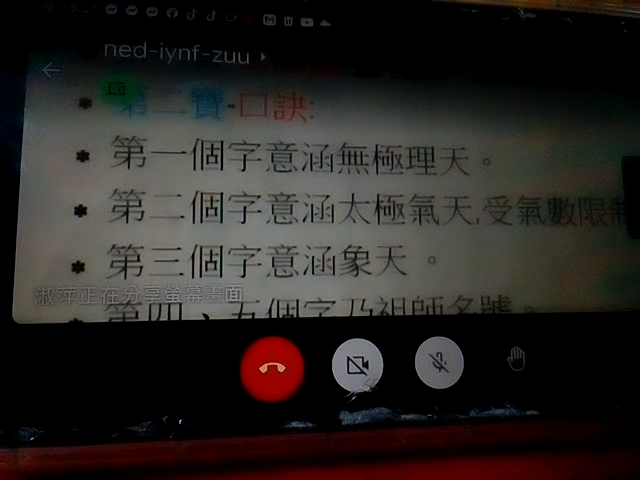 ned-iynf-zuu
第二寶-口訣:
* 第一個字意涵無極理天。
* 第二個字意涵太極氣天,受氣數限制
* 第三個字意涵象天。
淑萍正在分享螢幕畫面
* 第四、五個字乃祖師名號。